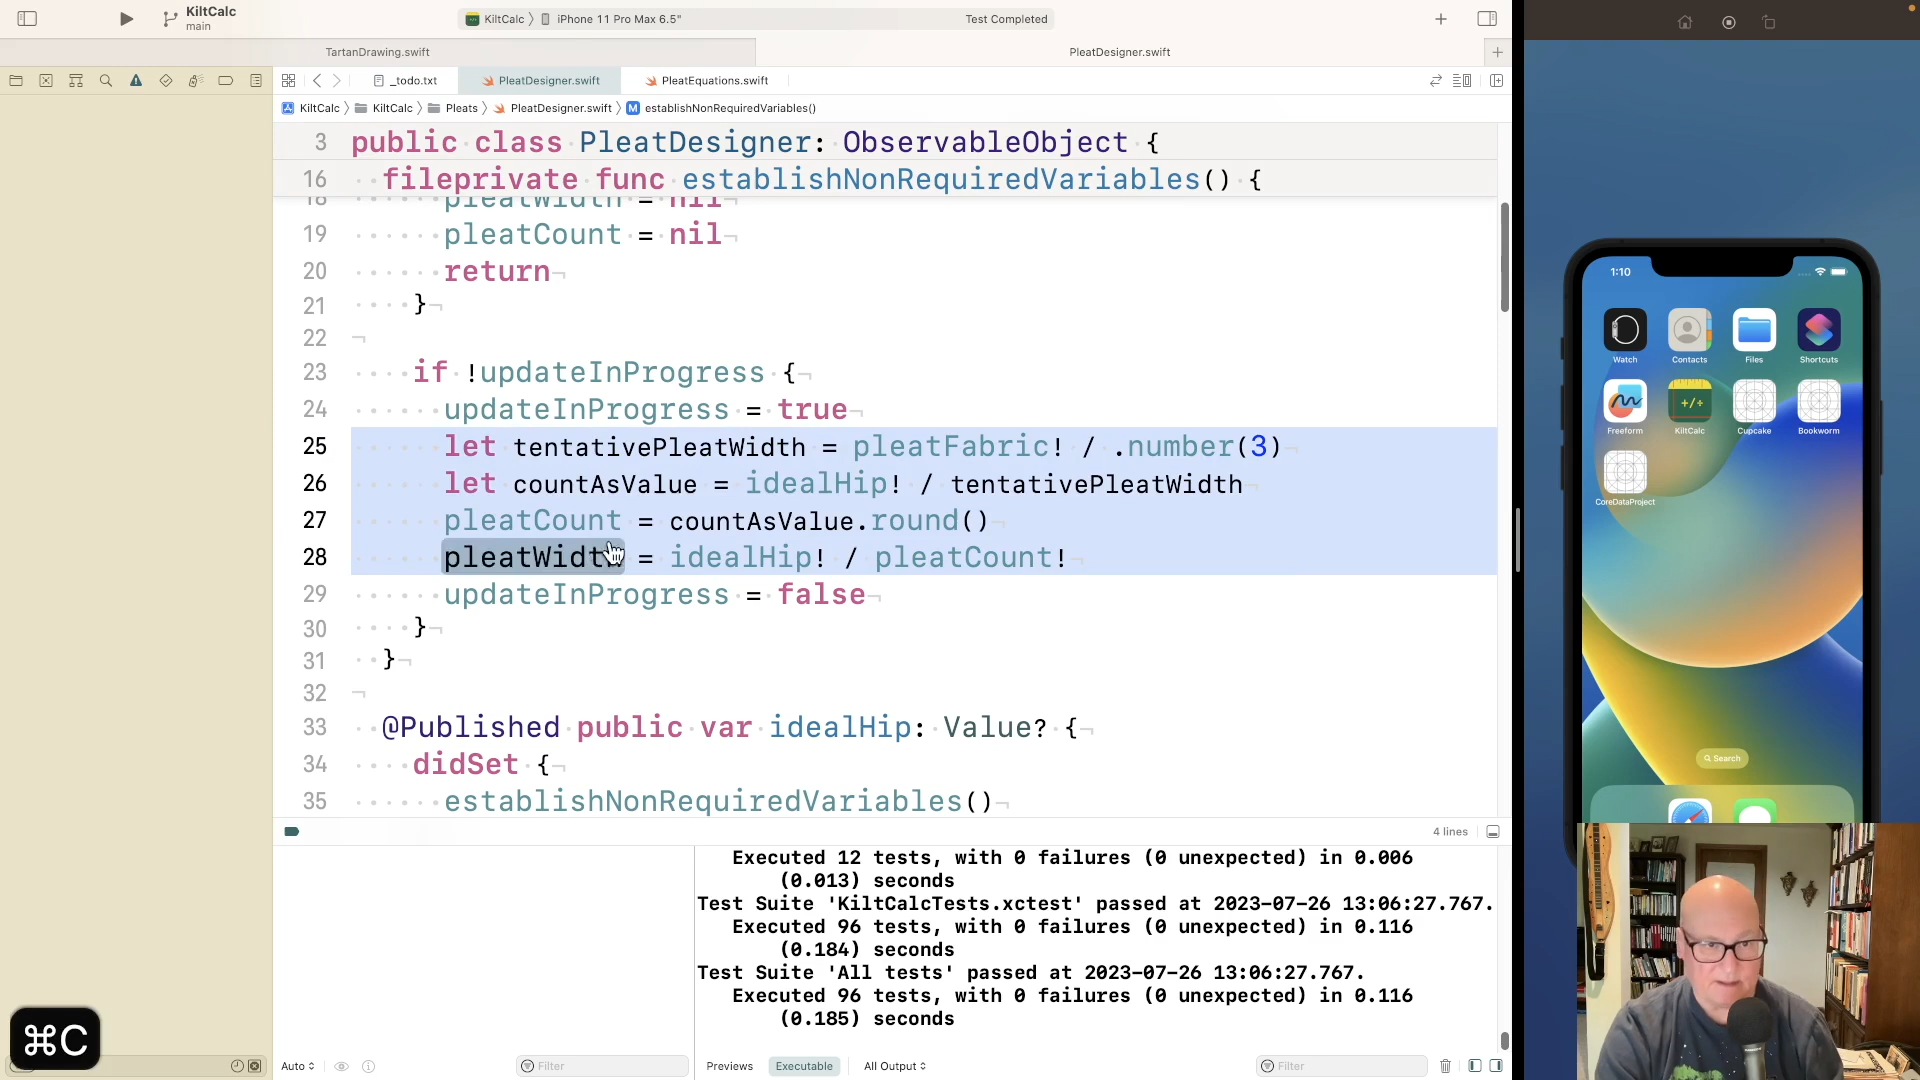 KiltCalc
main
KiltCalc 〉 iPhone 11 Pro Max 6.5" Test Completed
TartanDrawing.swift
PleatDesigner.swift
_todo.txt
PleatDesigner.swift
PleatEquations.swift
KiltCalc 〉 KiltCalc 〉 Pleats 〉 PleatDesigner.swift 〉 M establishNonRequiredVariables()
3 public class PleatDesigner: ObservableObject {
16 fileprivate func establishNonRequiredVariables() {
18 pleatWidth = nil
19 pleatCount = nil
20 return
21 }
22
23 if !updateInProgress {
24 updateInProgress = true
25 let tentativePleatWidth = pleatFabric! / .number(3)
26 let countAsValue = idealHip! / tentativePleatWidth
27 pleatCount = countAsValue.round()
28 pleatWidth = idealHip! / pleatCount!
29 updateInProgress = false
30 }
31 }
32
33 @Published public var idealHip: Value? {
34 didSet {
35 establishNonRequiredVariables()
4 lines
Executed 12 tests, with 0 failures (0 unexpected) in 0.006
(0.013) seconds
Test Suite 'KiltCalcTests.xctest' passed at 2023-07-26 13:06:27.767.
Executed 96 tests, with 0 failures (0 unexpected) in 0.116
(0.184) seconds
Test Suite 'All tests' passed at 2023-07-26 13:06:27.767.
Executed 96 tests, with 0 failures (0 unexpected) in 0.116
(0.185) seconds
⌘C
Auto
Filter
Previews
Executable
All Output
Filter
1:10
Watch
Contacts
Files
Shortcuts
Freeform
+/÷
KiltCalc
Cupcake
Bookworm
CoreDataProject
Search